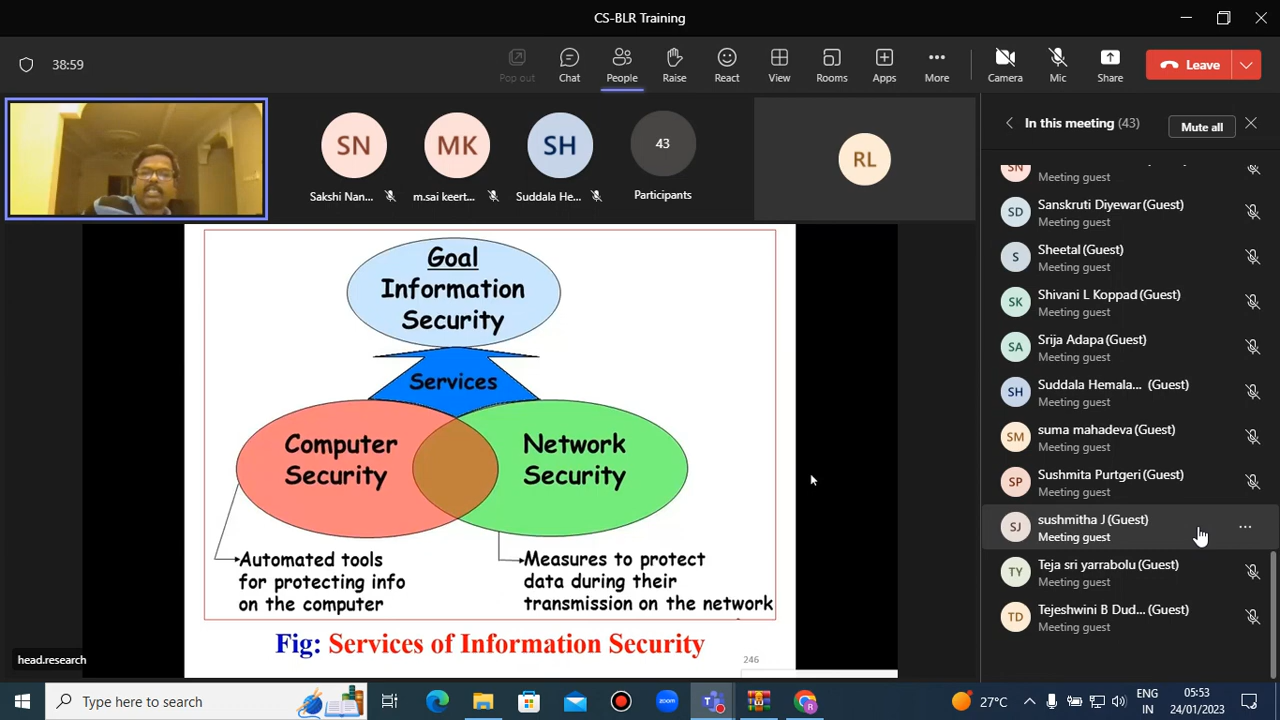 CS-BLR Training
38:59
Pop out
Chat
People
Raise
React
View
Rooms
Apps
More
Camera
Mic
Share
Leave
SN
MK
SH
43
RL
Sakshi Nan...
m.sai keert...
Suddala He...
Participants
In this meeting (43)
Mute all
SN
Meeting guest
SD
Sanskruti Diyewar (Guest)
Meeting guest
S
Sheetal (Guest)
Meeting guest
SK
Shivani L Koppad (Guest)
Meeting guest
SA
Srija Adapa (Guest)
Meeting guest
SH
Suddala Hemala... (Guest)
Meeting guest
SM
suma mahadeva (Guest)
Meeting guest
SP
Sushmita Purtgeri (Guest)
Meeting guest
SJ
sushmitha J (Guest)
Meeting guest
TY
Teja sri yarrabolu (Guest)
Meeting guest
TD
Tejeshwini B Dud... (Guest)
Meeting guest
Goal
Information
Security
Services
Computer
Security
Network
Security
Automated tools
for protecting info
on the computer
Measures to protect
data during their
transmission on the network
Fig: Services of Information Security
246
head.research
Type here to search
zoom
27°C
ENG
IN
05:53
24/01/2023